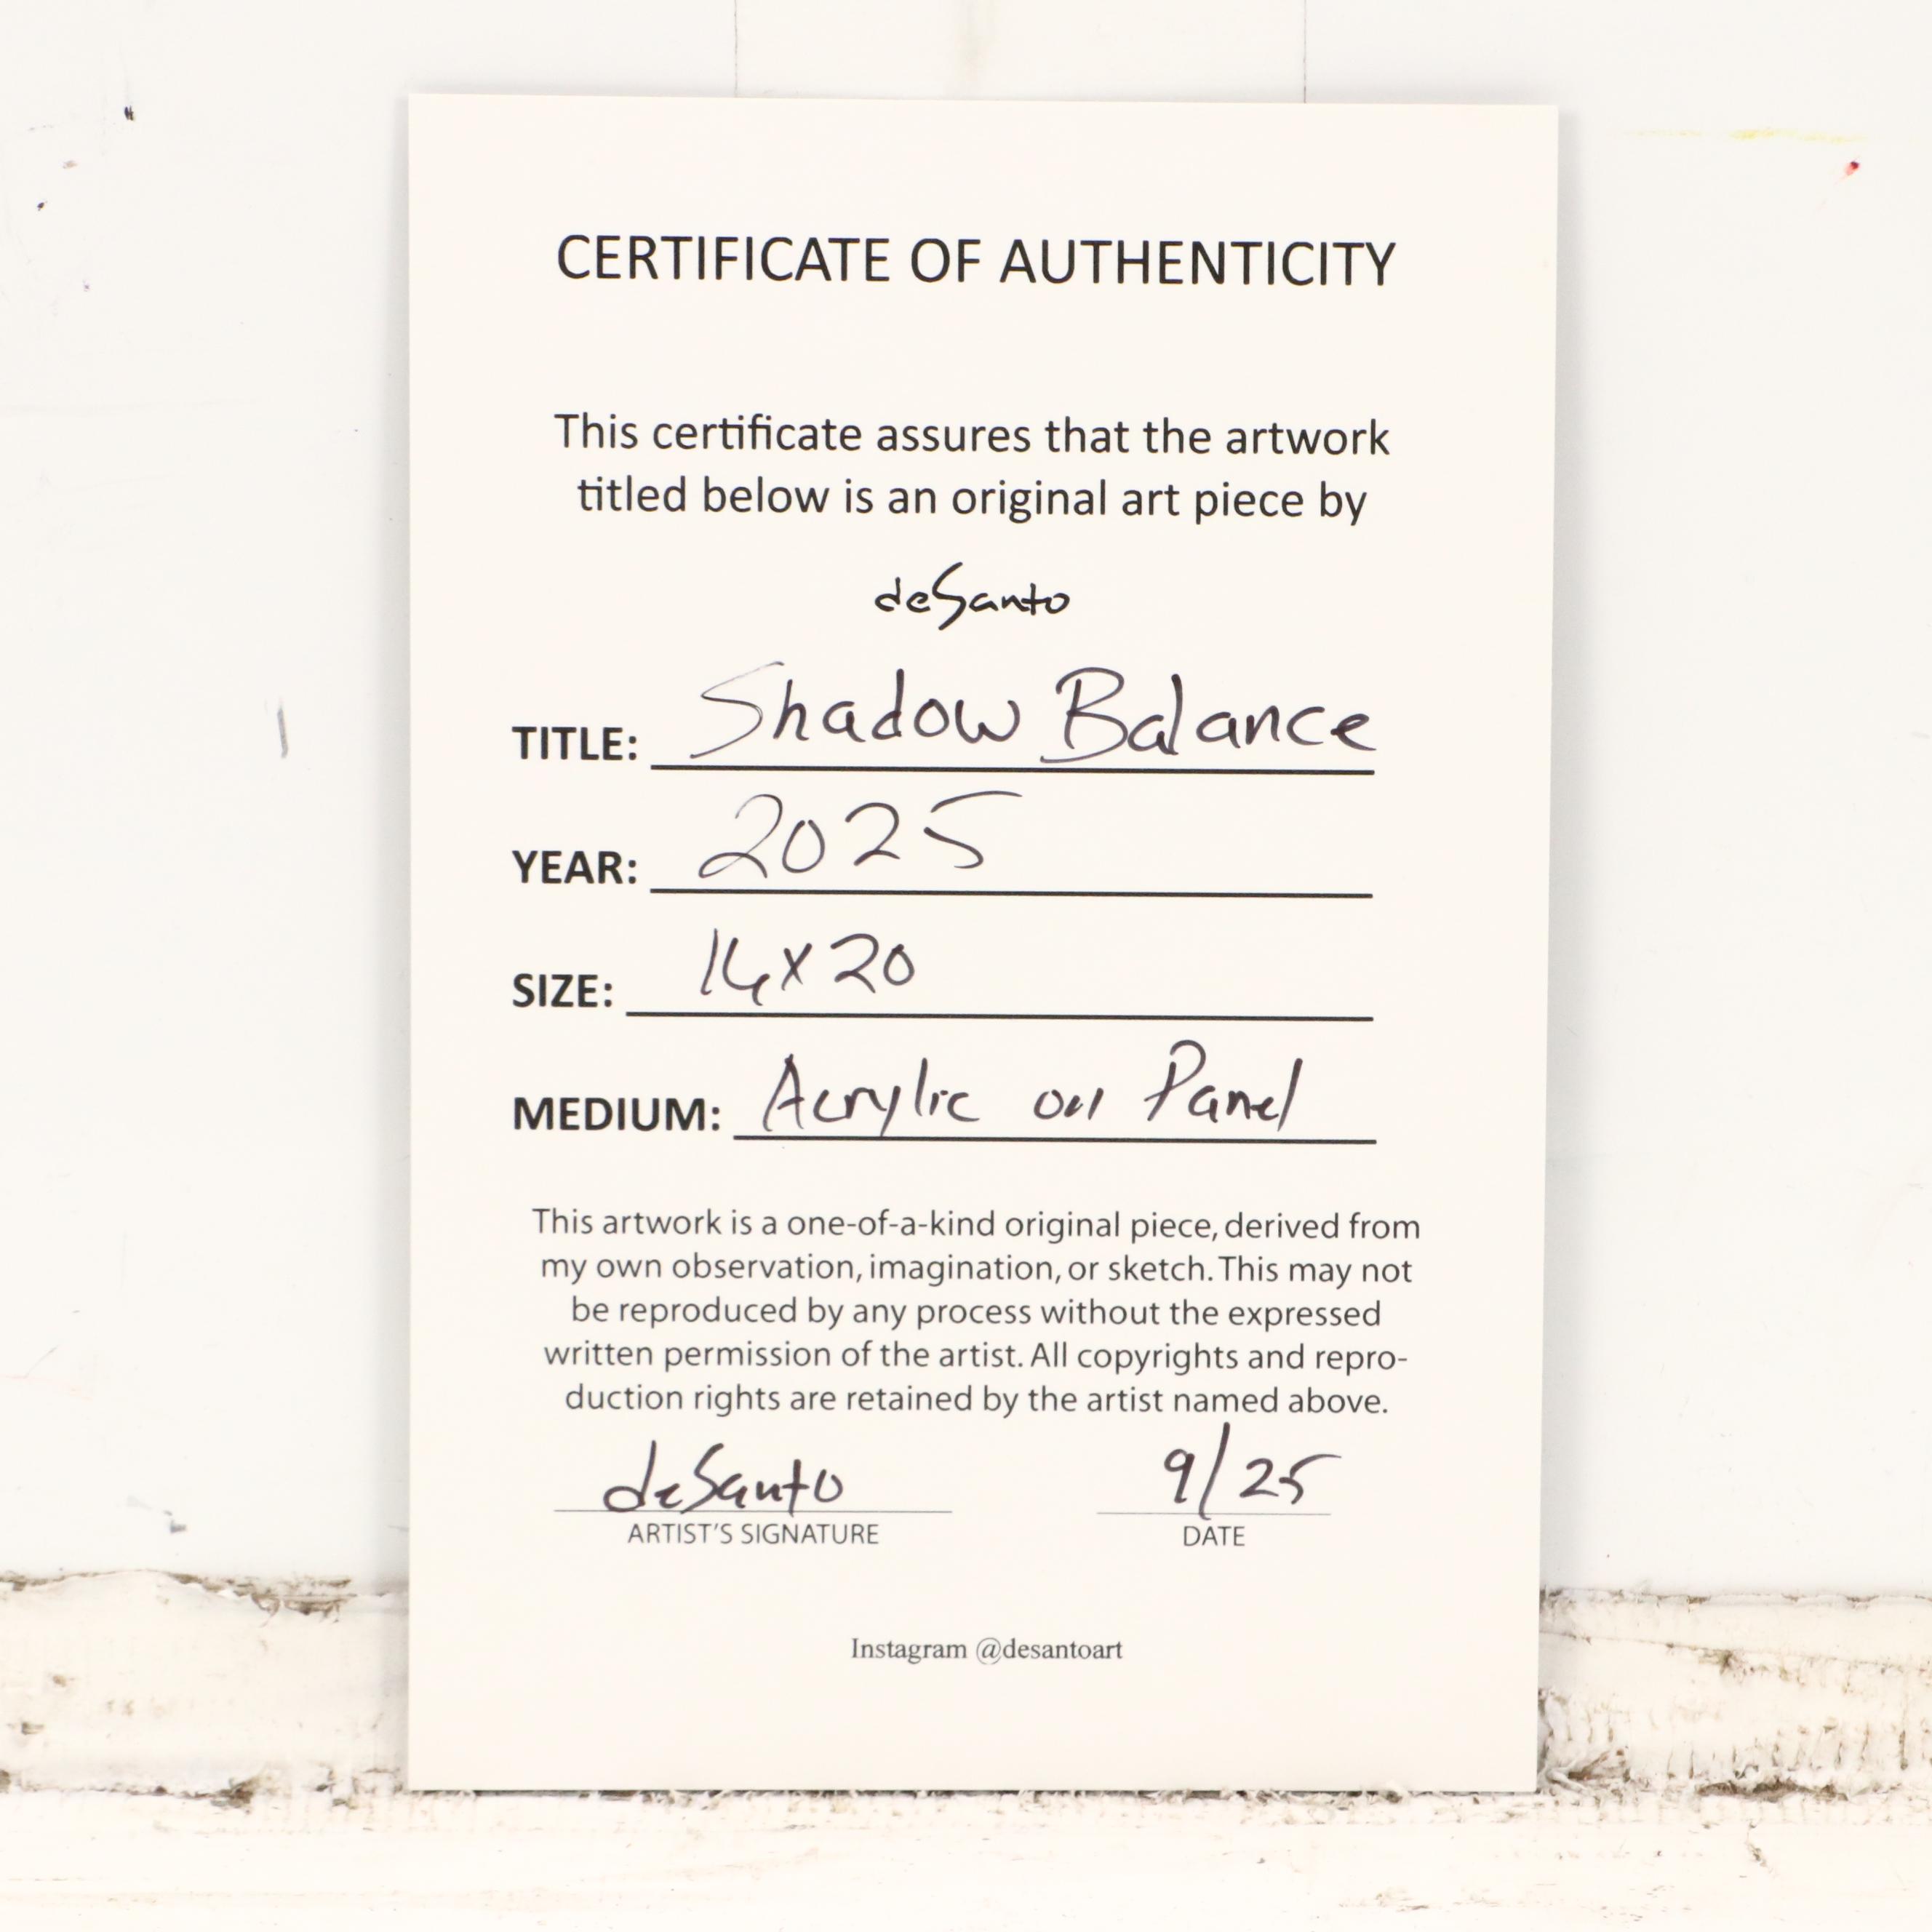 CERTIFICATE OF AUTHENTICITY
This certificate assures that the artwork
titled below is an original art piece by
deSanto
TITLE: Shadow Balance
YEAR: 2025
SIZE: 16x20
MEDIUM: Acrylic on Panel
This artwork is a one-of-a-kind original piece, derived from
my own observation, imagination, or sketch. This may not
be reproduced by any process without the expressed
written permission of the artist. All copyrights and repro-
duction rights are retained by the artist named above.
deSanto 9/25
ARTIST'S SIGNATURE DATE
Instagram @desantoart